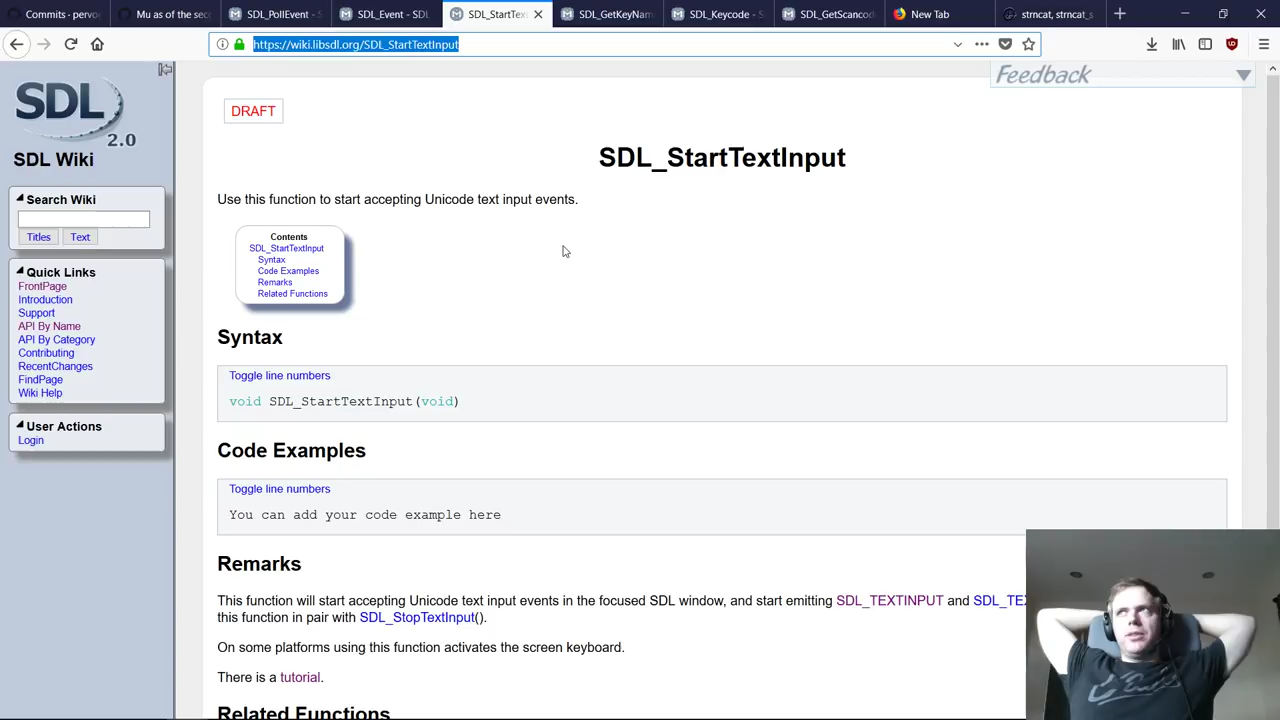 Commits - pervo
Mu as of the sec
SDL_PollEvent - S
SDL_Event - SDL
SDL_StartTex
SDL_GetKeyNam
SDL_Keycode - S
SDL_GetScancod
New Tab
strncat, strncat_s
https://wiki.libsdl.org/SDL_StartTextInput
Feedback
SDL
2.0
SDL Wiki
Search Wiki
Titles
Text
Quick Links
FrontPage
Introduction
Support
API By Name
API By Category
Contributing
RecentChanges
FindPage
Wiki Help
User Actions
Login
DRAFT
SDL_StartTextInput
Use this function to start accepting Unicode text input events.
Contents
SDL_StartTextInput
Syntax
Code Examples
Remarks
Related Functions
Syntax
Toggle line numbers
void SDL_StartTextInput(void)
Code Examples
Toggle line numbers
You can add your code example here
Remarks
This function will start accepting Unicode text input events in the focused SDL window, and start emitting SDL_TEXTINPUT and SDL_TE
this function in pair with SDL_StopTextInput().
On some platforms using this function activates the screen keyboard.
There is a tutorial.
Related Functions